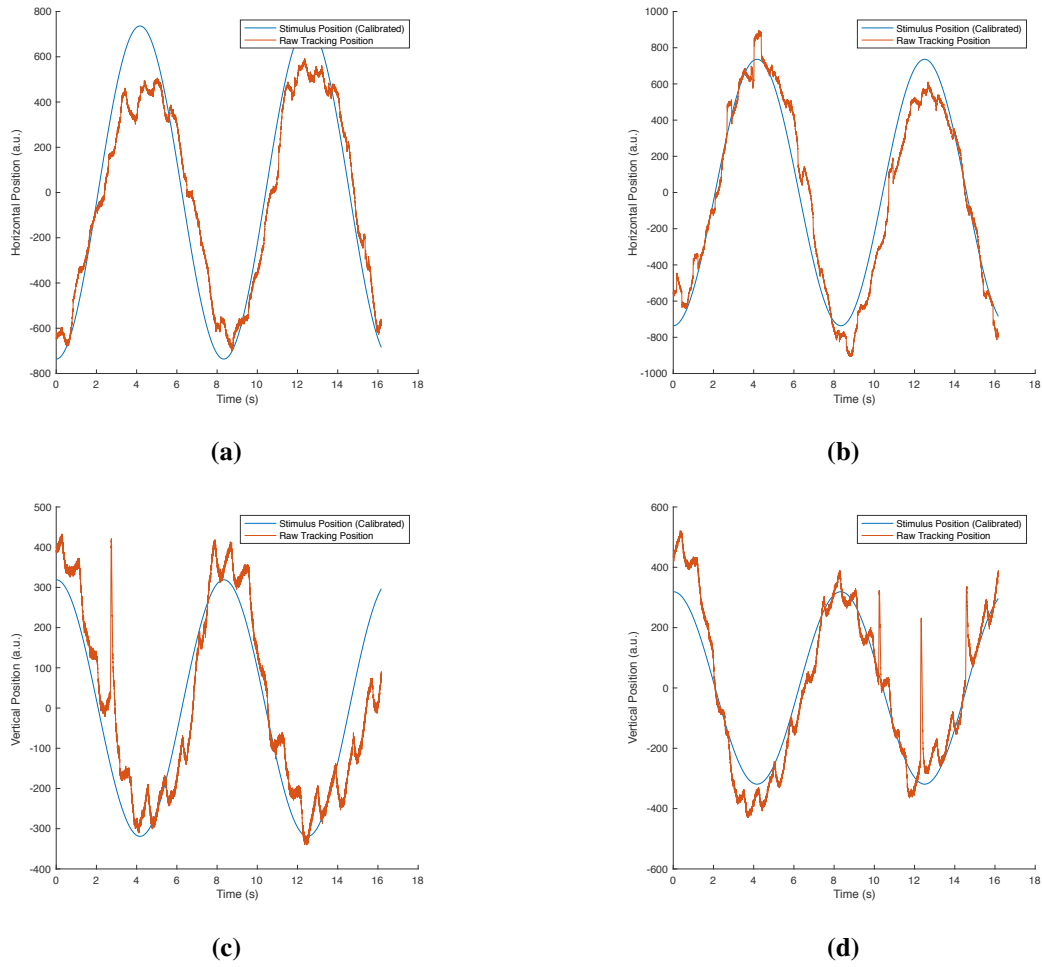 800
600
400
200
0
-200
-400
-600
-800
Horizontal Position (a.u.)
0 2 4 6 8 10 12 14 16 18
Time (s)
Stimulus Position (Calibrated)
Raw Tracking Position
(a)
1000
800
600
400
200
0
-200
-400
-600
-800
-1000
Horizontal Position (a.u.)
0 2 4 6 8 10 12 14 16 18
Time (s)
Stimulus Position (Calibrated)
Raw Tracking Position
(b)
500
400
300
200
100
0
-100
-200
-300
-400
Vertical Position (a.u.)
0 2 4 6 8 10 12 14 16 18
Time (s)
Stimulus Position (Calibrated)
Raw Tracking Position
(c)
600
400
200
0
-200
-400
-600
Vertical Position (a.u.)
0 2 4 6 8 10 12 14 16 18
Time (s)
Stimulus Position (Calibrated)
Raw Tracking Position
(d)